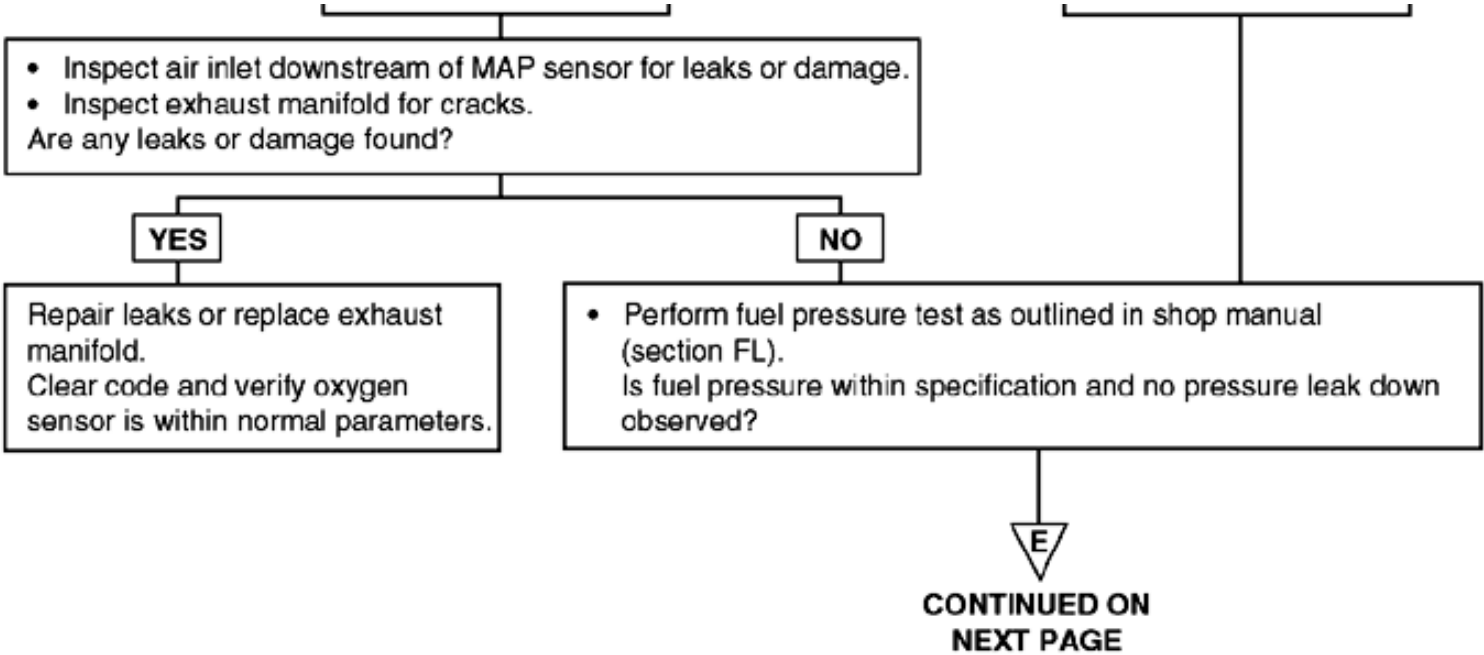 • Inspect air inlet downstream of MAP sensor for leaks or damage.
• Inspect exhaust manifold for cracks.
Are any leaks or damage found?
YES
NO
Repair leaks or replace exhaust
manifold.
Clear code and verify oxygen
sensor is within normal parameters.
• Perform fuel pressure test as outlined in shop manual
(section FL).
Is fuel pressure within specification and no pressure leak down
observed?
E
CONTINUED ON
NEXT PAGE